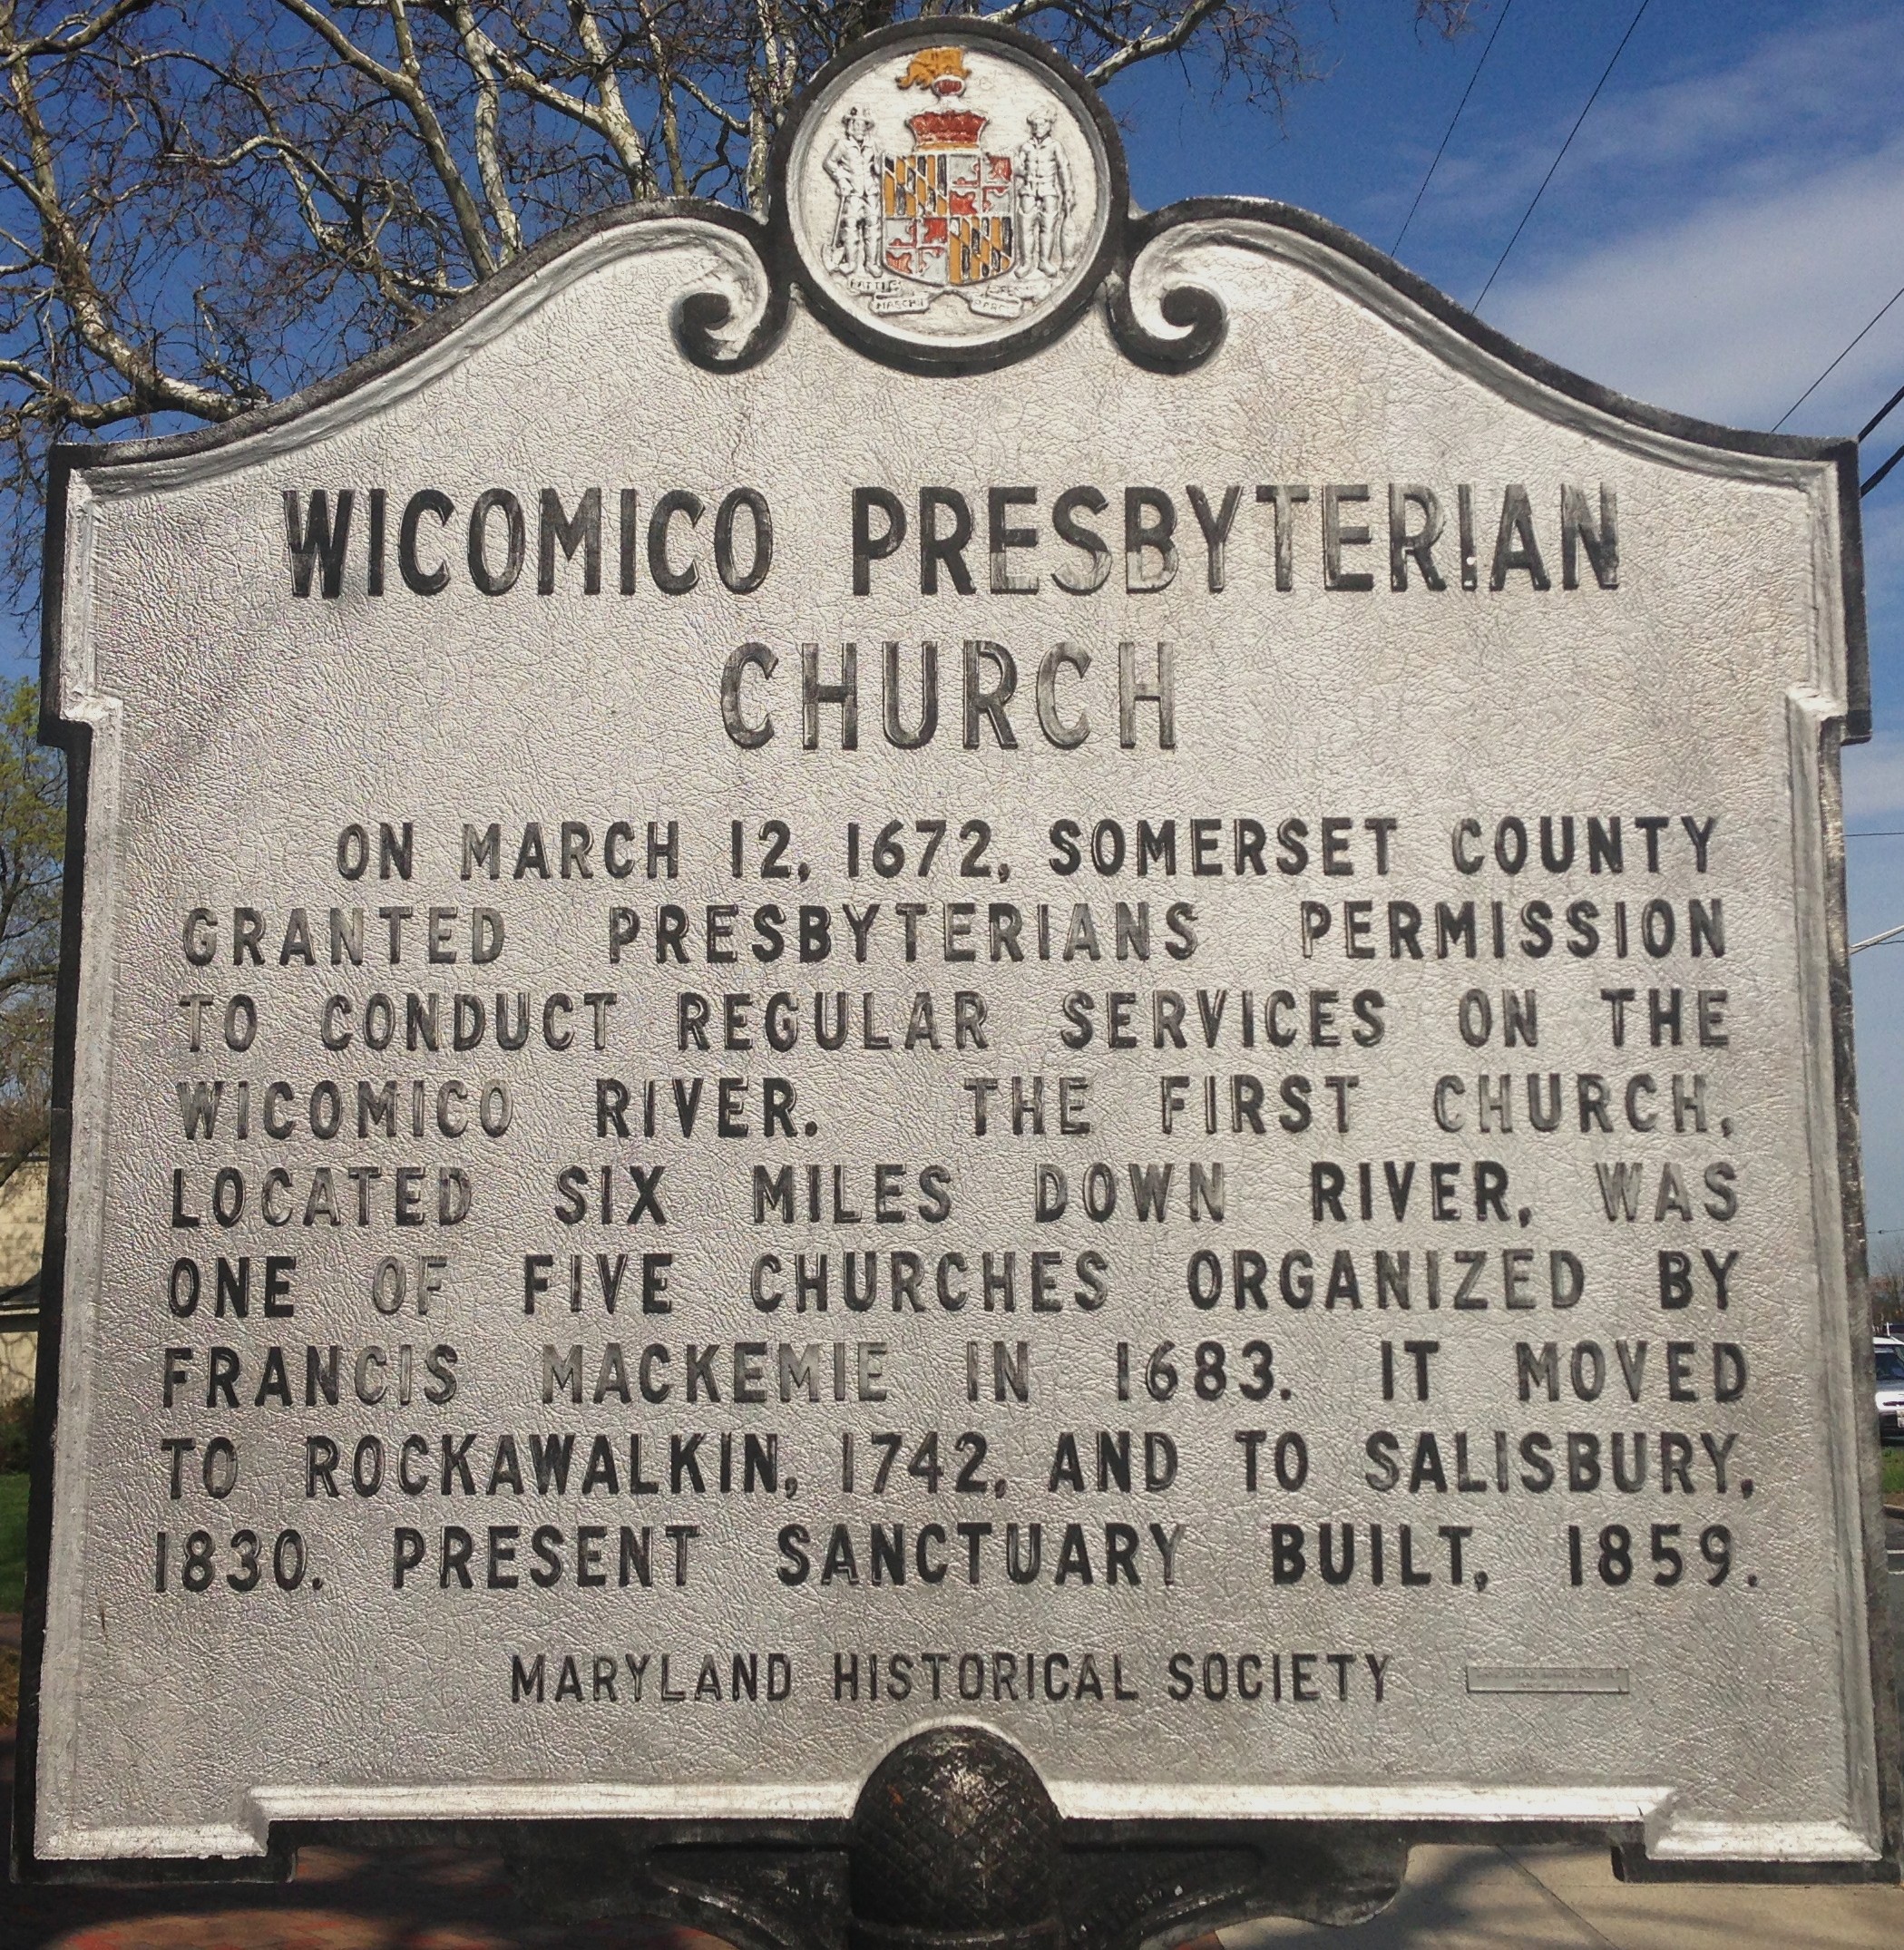 WICOMICO PRESBYTERIAN
CHURCH
ON MARCH 12, 1672, SOMERSET COUNTY
GRANTED PRESBYTERIANS PERMISSION
TO CONDUCT REGULAR SERVICES ON THE
WICOMICO RIVER. THE FIRST CHURCH,
LOCATED SIX MILES DOWN RIVER, WAS
ONE OF FIVE CHURCHES ORGANIZED BY
FRANCIS MACKEMIE IN 1683. IT MOVED
TO ROCKAWALKIN, 1742, AND TO SALISBURY,
1830. PRESENT SANCTUARY BUILT, 1859.
MARYLAND HISTORICAL SOCIETY